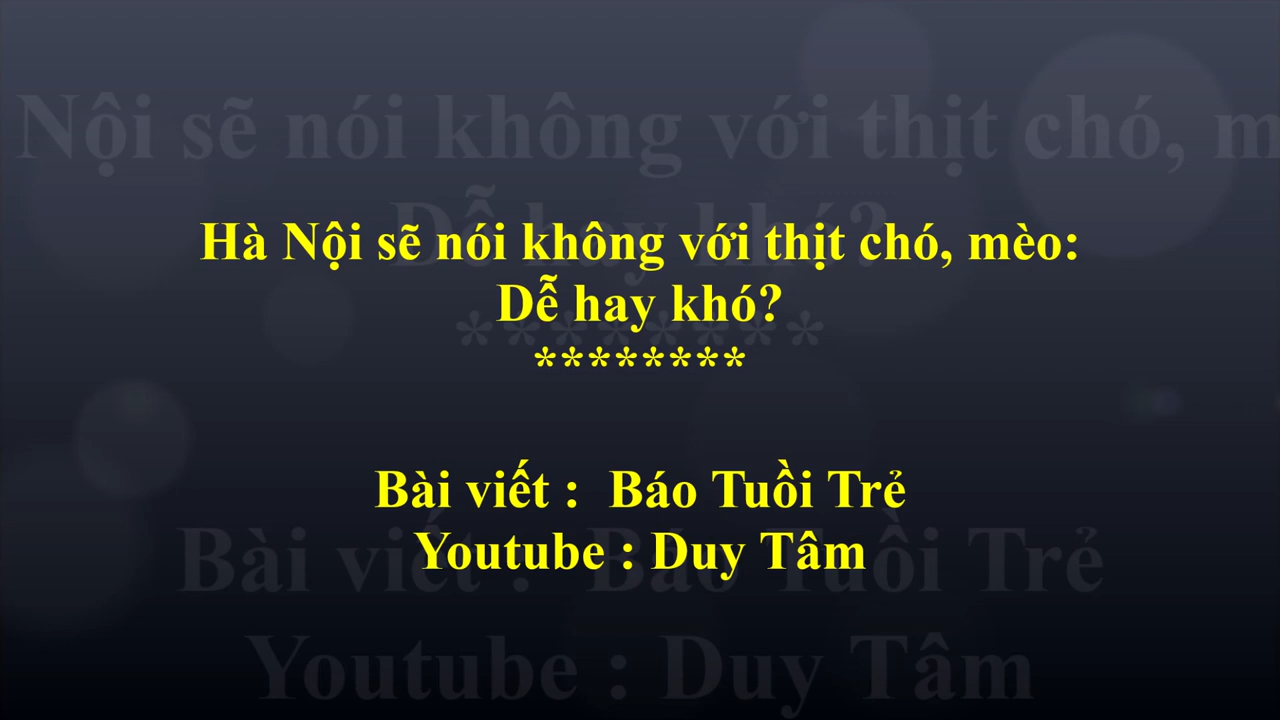 Hà Nội sẽ nói không với thịt chó, mèo:
Dễ hay khó?
********
Bài viết :  Báo Tuổi Trẻ
Youtube : Duy Tâm